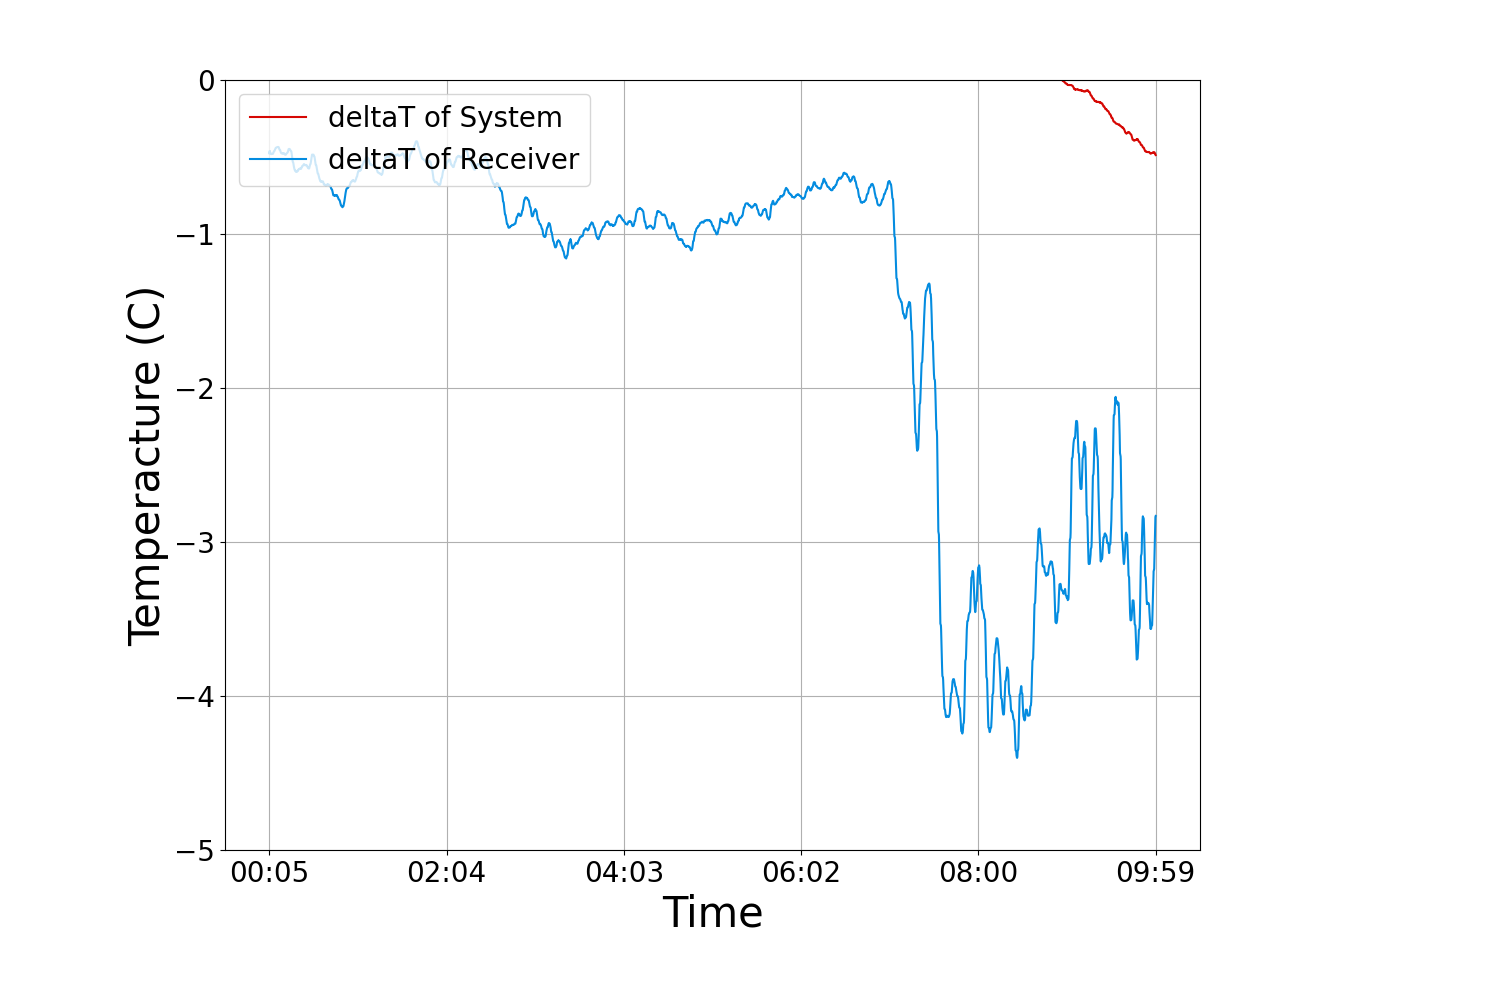 deltaT of System
deltaT of Receiver
0
−1
−2
−3
−4
−5
Temperacture (C)
00:05 02:04 04:03 06:02 08:00 09:59
Time